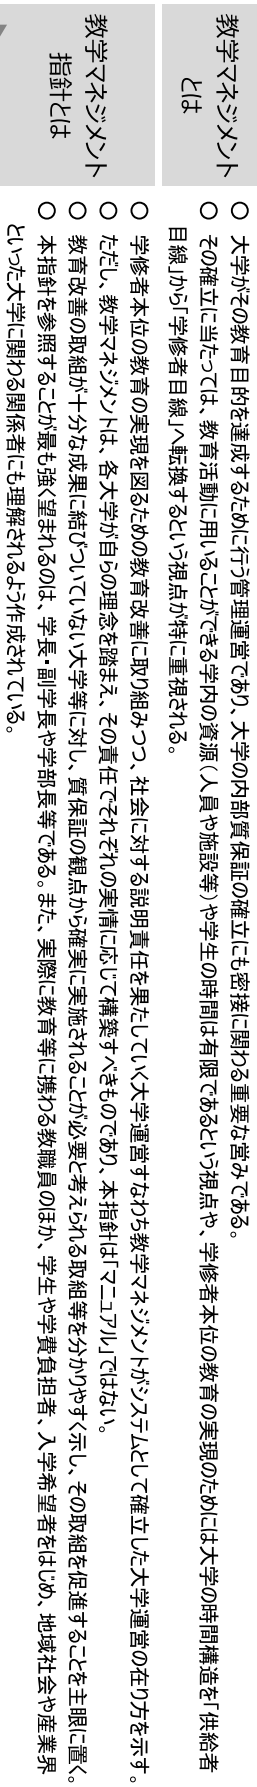 教学マネジメント
とは
○ 大学がその教育目的を達成するために行う管理運営であり、大学の内部質保証の確立にも密接に関わる重要な営みである。
○ その確立に当たっては、教育活動に用いることができる学内の資源（人員や施設等）や学生の時間は有限であるという視点や、学修者本位の教育の実現のためには大学の時間構造を「供給者
目線」から「学修者目線」へ転換するという視点が特に重視される。
教学マネジメント
指針とは
○ 学修者本位の教育の実現を図るための教育改善に取り組みつつ、社会に対する説明責任を果たしていく大学運営すなわち教学マネジメントがシステムとして確立した大学運営の在り方を示す。
○ ただし、教学マネジメントは、各大学が自らの理念を踏まえ、その責任でそれぞれの実情に応じて構築すべきものであり、本指針は「マニュアル」ではない。
○ 教育改善の取組が十分な成果に結びついていない大学等に対し、質保証の観点から確実に実施されることが必要と考えられる取組等を分かりやすく示し、その取組を促進することを主眼に置く。
○ 本指針を参照することが最も強く望まれるのは、学長・副学長や学部長等である。また、実際に教育等に携わる教職員のほか、学生や学費負担者、入学希望者をはじめ、地域社会や産業界
といった大学に関わる関係者にも理解されるよう作成されている。